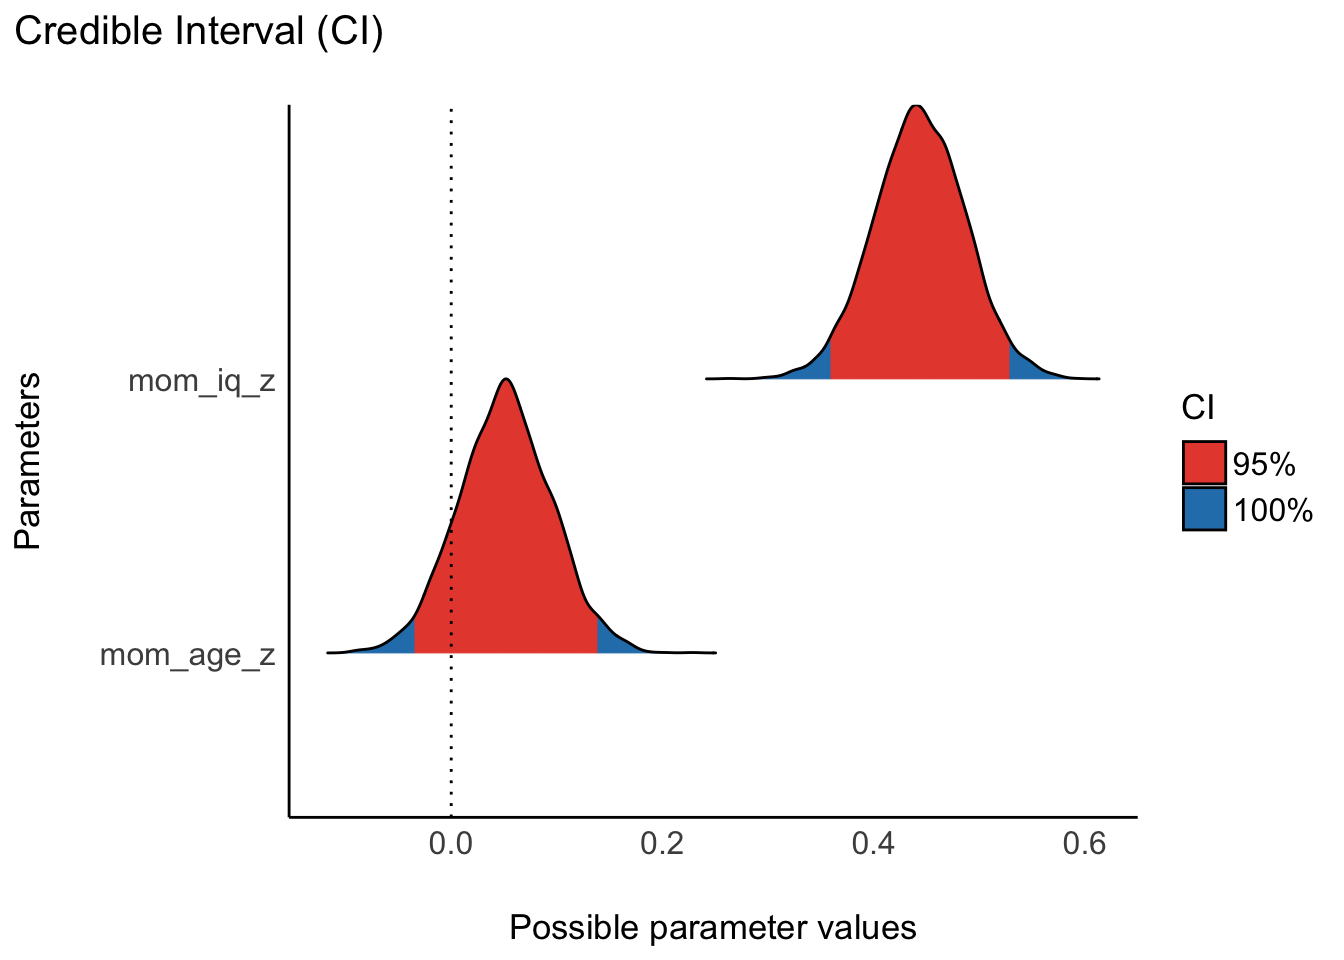 Credible Interval (CI)
Parameters
mom_iq_z
mom_age_z
CI
95%
100%
0.0 0.2 0.4 0.6
Possible parameter values